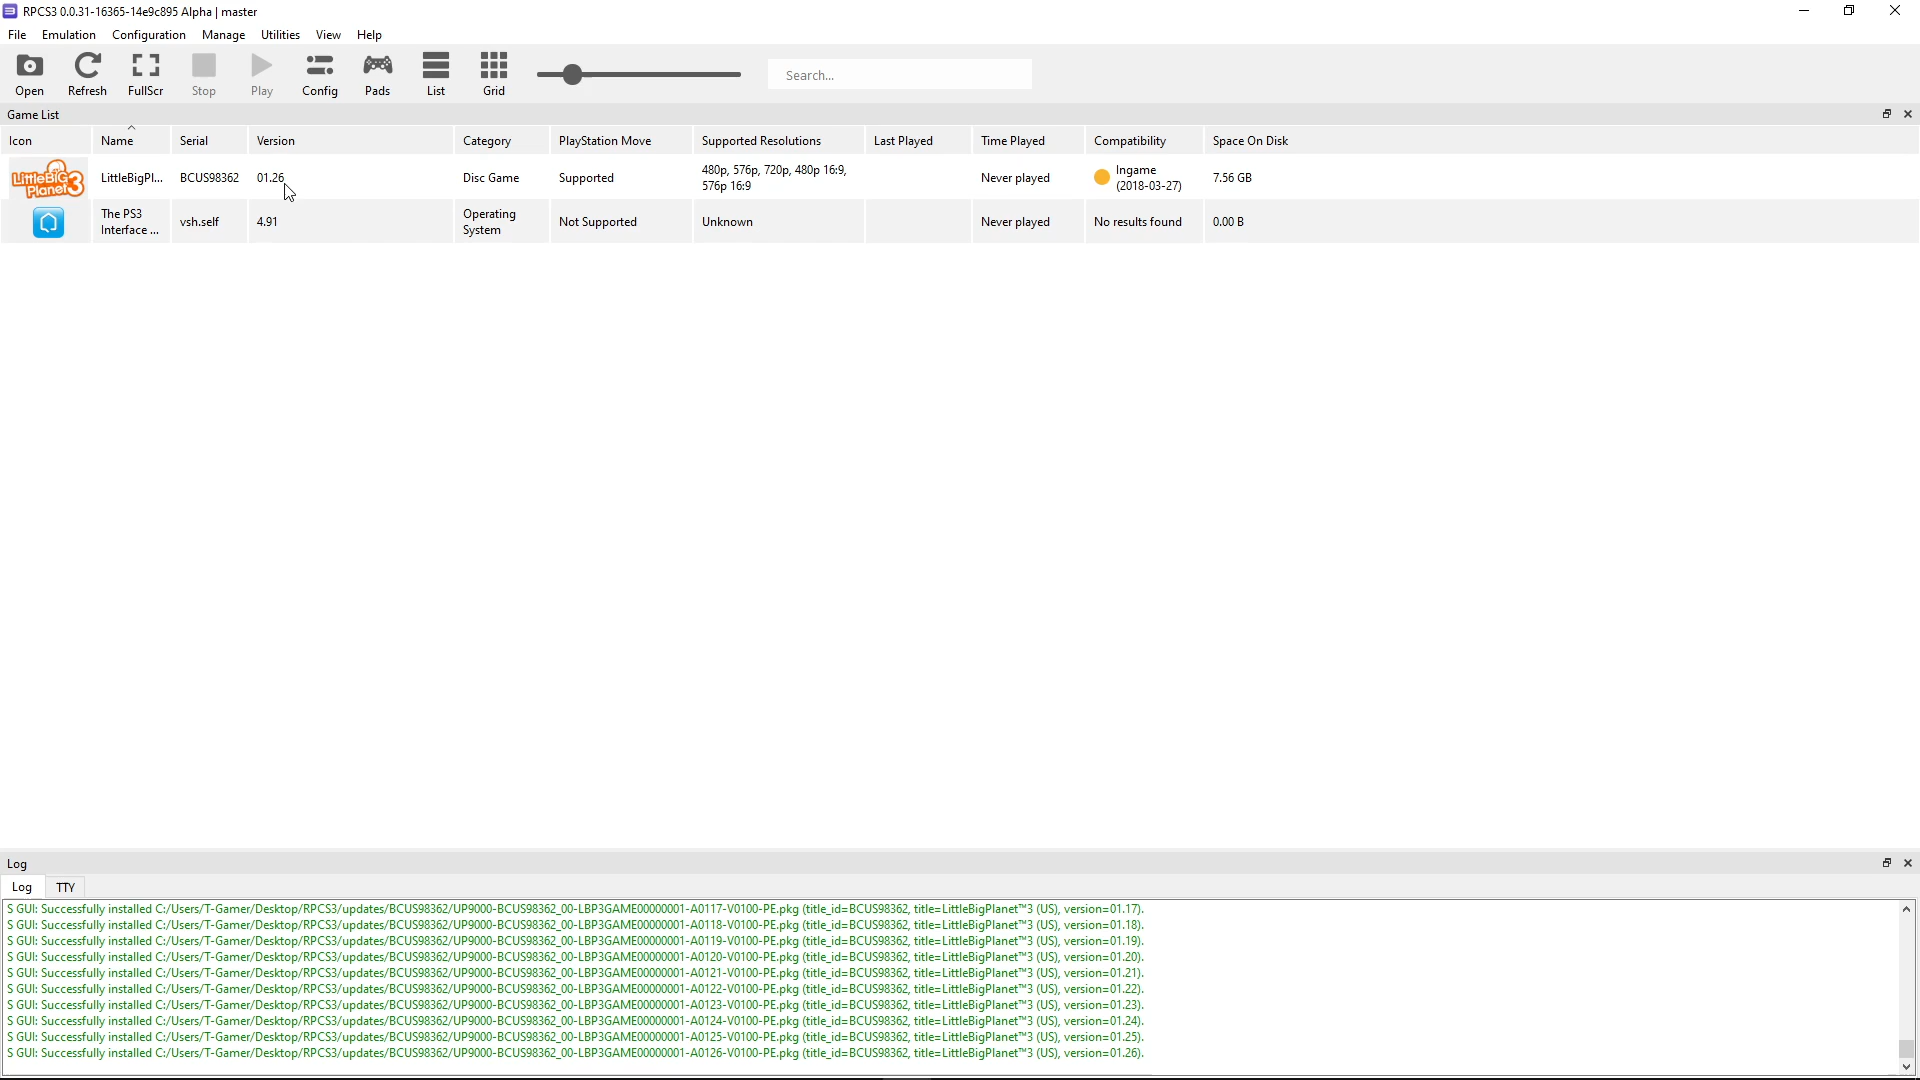 RPCS3 0.0.31-16365-14e9c895 Alpha | master
File Emulation Configuration Manage Utilities View Help
Open Refresh FullScr Stop Play Config Pads List Grid Search...
Game List
Icon Name Serial Version Category PlayStation Move Supported Resolutions Last Played Time Played Compatibility Space On Disk
LittleBIG Planet 3 LittleBigPl... BCUS98362 01.26 Disc Game Supported 480p, 576p, 720p, 480p 16:9, Never played Ingame 7.56 GB
576p 16:9 (2018-03-27)
The PS3 vsh.self 4.91 Operating Not Supported Unknown Never played No results found 0.00 B
Interface ... System
Log
Log TTY
S GUI: Successfully installed C:/Users/T-Gamer/Desktop/RPCS3/updates/BCUS98362/UP9000-BCUS98362_00-LBP3GAME00000001-A0117-V0100-PE.pkg (title_id=BCUS98362, title=LittleBigPlanet™3 (US), version=01.17).
S GUI: Successfully installed C:/Users/T-Gamer/Desktop/RPCS3/updates/BCUS98362/UP9000-BCUS98362_00-LBP3GAME00000001-A0118-V0100-PE.pkg (title_id=BCUS98362, title=LittleBigPlanet™3 (US), version=01.18).
S GUI: Successfully installed C:/Users/T-Gamer/Desktop/RPCS3/updates/BCUS98362/UP9000-BCUS98362_00-LBP3GAME00000001-A0119-V0100-PE.pkg (title_id=BCUS98362, title=LittleBigPlanet™3 (US), version=01.19).
S GUI: Successfully installed C:/Users/T-Gamer/Desktop/RPCS3/updates/BCUS98362/UP9000-BCUS98362_00-LBP3GAME00000001-A0120-V0100-PE.pkg (title_id=BCUS98362, title=LittleBigPlanet™3 (US), version=01.20).
S GUI: Successfully installed C:/Users/T-Gamer/Desktop/RPCS3/updates/BCUS98362/UP9000-BCUS98362_00-LBP3GAME00000001-A0121-V0100-PE.pkg (title_id=BCUS98362, title=LittleBigPlanet™3 (US), version=01.21).
S GUI: Successfully installed C:/Users/T-Gamer/Desktop/RPCS3/updates/BCUS98362/UP9000-BCUS98362_00-LBP3GAME00000001-A0122-V0100-PE.pkg (title_id=BCUS98362, title=LittleBigPlanet™3 (US), version=01.22).
S GUI: Successfully installed C:/Users/T-Gamer/Desktop/RPCS3/updates/BCUS98362/UP9000-BCUS98362_00-LBP3GAME00000001-A0123-V0100-PE.pkg (title_id=BCUS98362, title=LittleBigPlanet™3 (US), version=01.23).
S GUI: Successfully installed C:/Users/T-Gamer/Desktop/RPCS3/updates/BCUS98362/UP9000-BCUS98362_00-LBP3GAME00000001-A0124-V0100-PE.pkg (title_id=BCUS98362, title=LittleBigPlanet™3 (US), version=01.24).
S GUI: Successfully installed C:/Users/T-Gamer/Desktop/RPCS3/updates/BCUS98362/UP9000-BCUS98362_00-LBP3GAME00000001-A0125-V0100-PE.pkg (title_id=BCUS98362, title=LittleBigPlanet™3 (US), version=01.25).
S GUI: Successfully installed C:/Users/T-Gamer/Desktop/RPCS3/updates/BCUS98362/UP9000-BCUS98362_00-LBP3GAME00000001-A0126-V0100-PE.pkg (title_id=BCUS98362, title=LittleBigPlanet™3 (US), version=01.26).